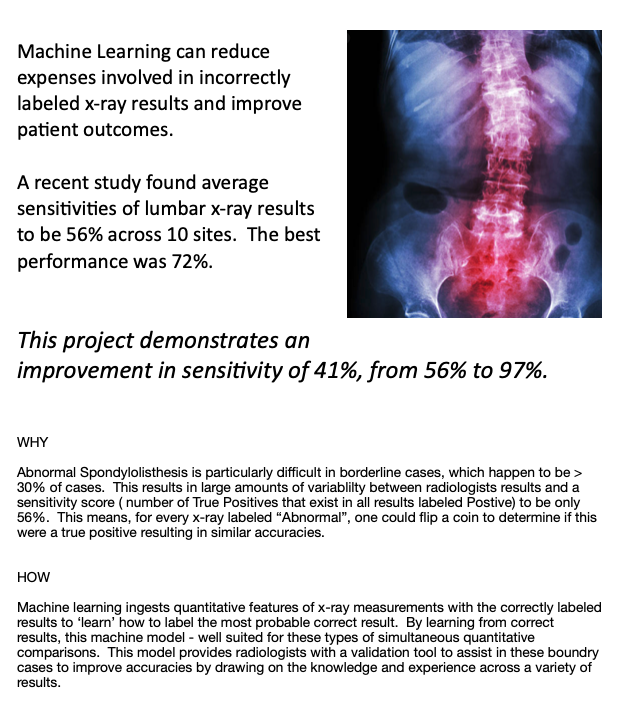 Machine Learning can reduce
expenses involved in incorrectly
labeled x-ray results and improve
patient outcomes.
A recent study found average
sensitivities of lumbar x-ray results
to be 56% across 10 sites.  The best
performance was 72%.
This project demonstrates an
improvement in sensitivity of 41%, from 56% to 97%.
WHY
Abnormal Spondylolisthesis is particularly difficult in borderline cases, which happen to be >
30% of cases.  This results in large amounts of variablilty between radiologists results and a
sensitivity score ( number of True Positives that exist in all results labeled Postive) to be only
56%.  This means, for every x-ray labeled “Abnormal”, one could flip a coin to determine if this
were a true positive resulting in similar accuracies.
HOW
Machine learning ingests quantitative features of x-ray measurements with the correctly labeled
results to ‘learn’ how to label the most probable correct result.  By learning from correct
results, this machine model - well suited for these types of simultaneous quantitative
comparisons.  This model provides radiologists with a validation tool to assist in these boundry
cases to improve accuracies by drawing on the knowledge and experience across a variety of
results.